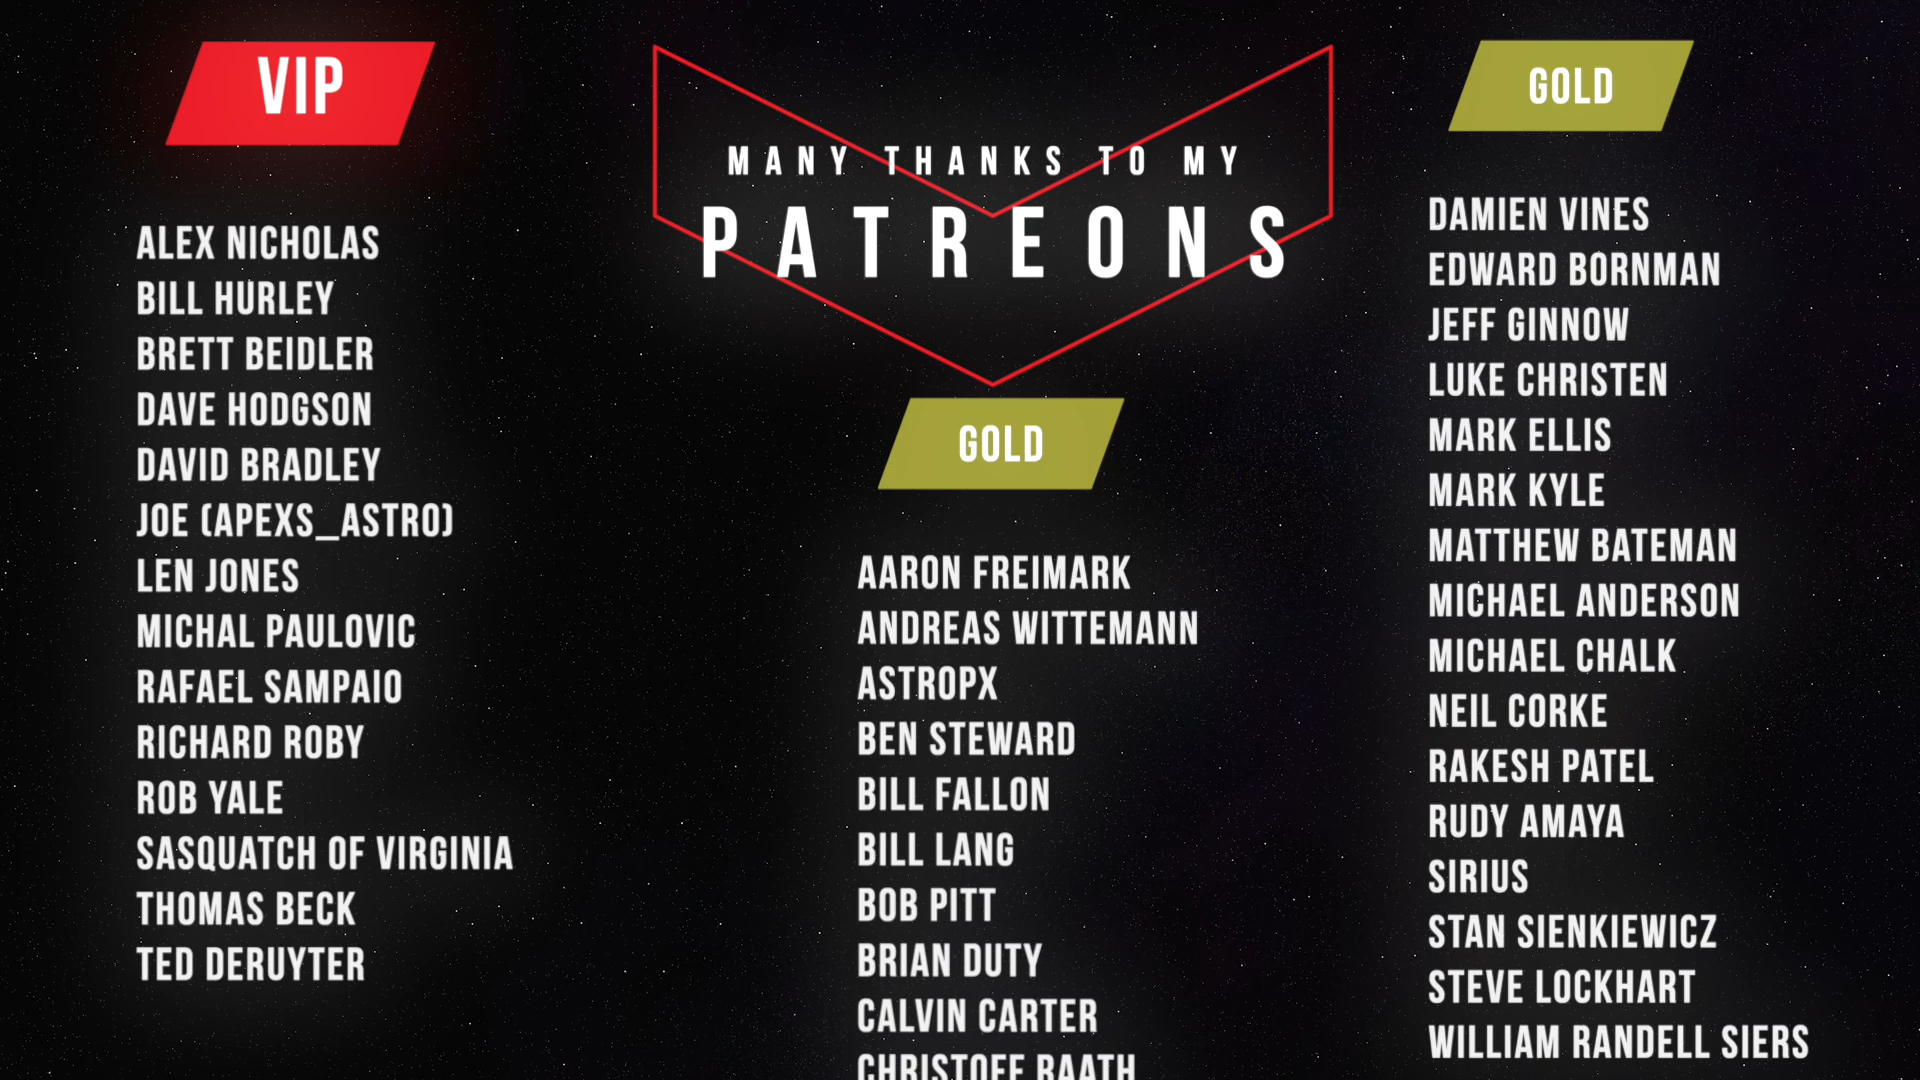 VIP
ALEX NICHOLAS
BILL HURLEY
BRETT BEIDLER
DAVE HODGSON
DAVID BRADLEY
JOE (APEXS_ASTRO)
LEN JONES
MICHAL PAULOVIC
RAFAEL SAMPAIO
RICHARD ROBY
ROB YALE
SASQUATCH OF VIRGINIA
THOMAS BECK
TED DERUYTER
MANY THANKS TO MY
PATREONS
GOLD
AARON FREIMARK
ANDREAS WITTEMANN
ASTROPX
BEN STEWARD
BILL FALLON
BILL LANG
BOB PITT
BRIAN DUTY
CALVIN CARTER
CHRISTOFF RAATH
GOLD
DAMIEN VINES
EDWARD BORNMAN
JEFF GINNOW
LUKE CHRISTEN
MARK ELLIS
MARK KYLE
MATTHEW BATEMAN
MICHAEL ANDERSON
MICHAEL CHALK
NEIL CORKE
RAKESH PATEL
RUDY AMAYA
SIRIUS
STAN SIENKIEWICZ
STEVE LOCKHART
WILLIAM RANDELL SIERS